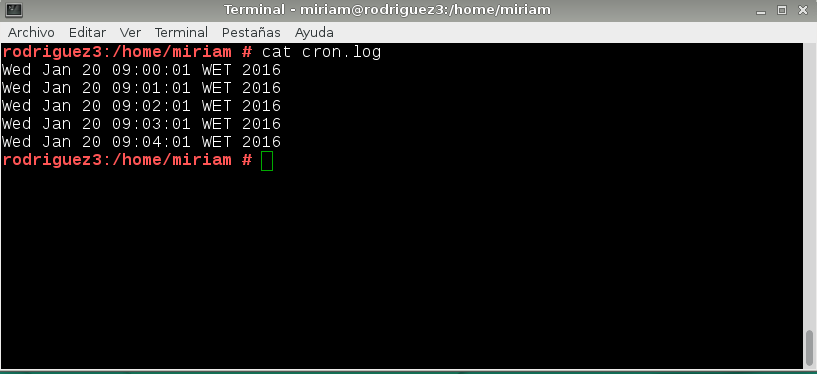 Terminal - miriam@rodriguez3:/home/miriam
Archivo Editar Ver Terminal Pestañas Ayuda
rodriguez3:/home/miriam # cat cron.log
Wed Jan 20 09:00:01 WET 2016
Wed Jan 20 09:01:01 WET 2016
Wed Jan 20 09:02:01 WET 2016
Wed Jan 20 09:03:01 WET 2016
Wed Jan 20 09:04:01 WET 2016
rodriguez3:/home/miriam #